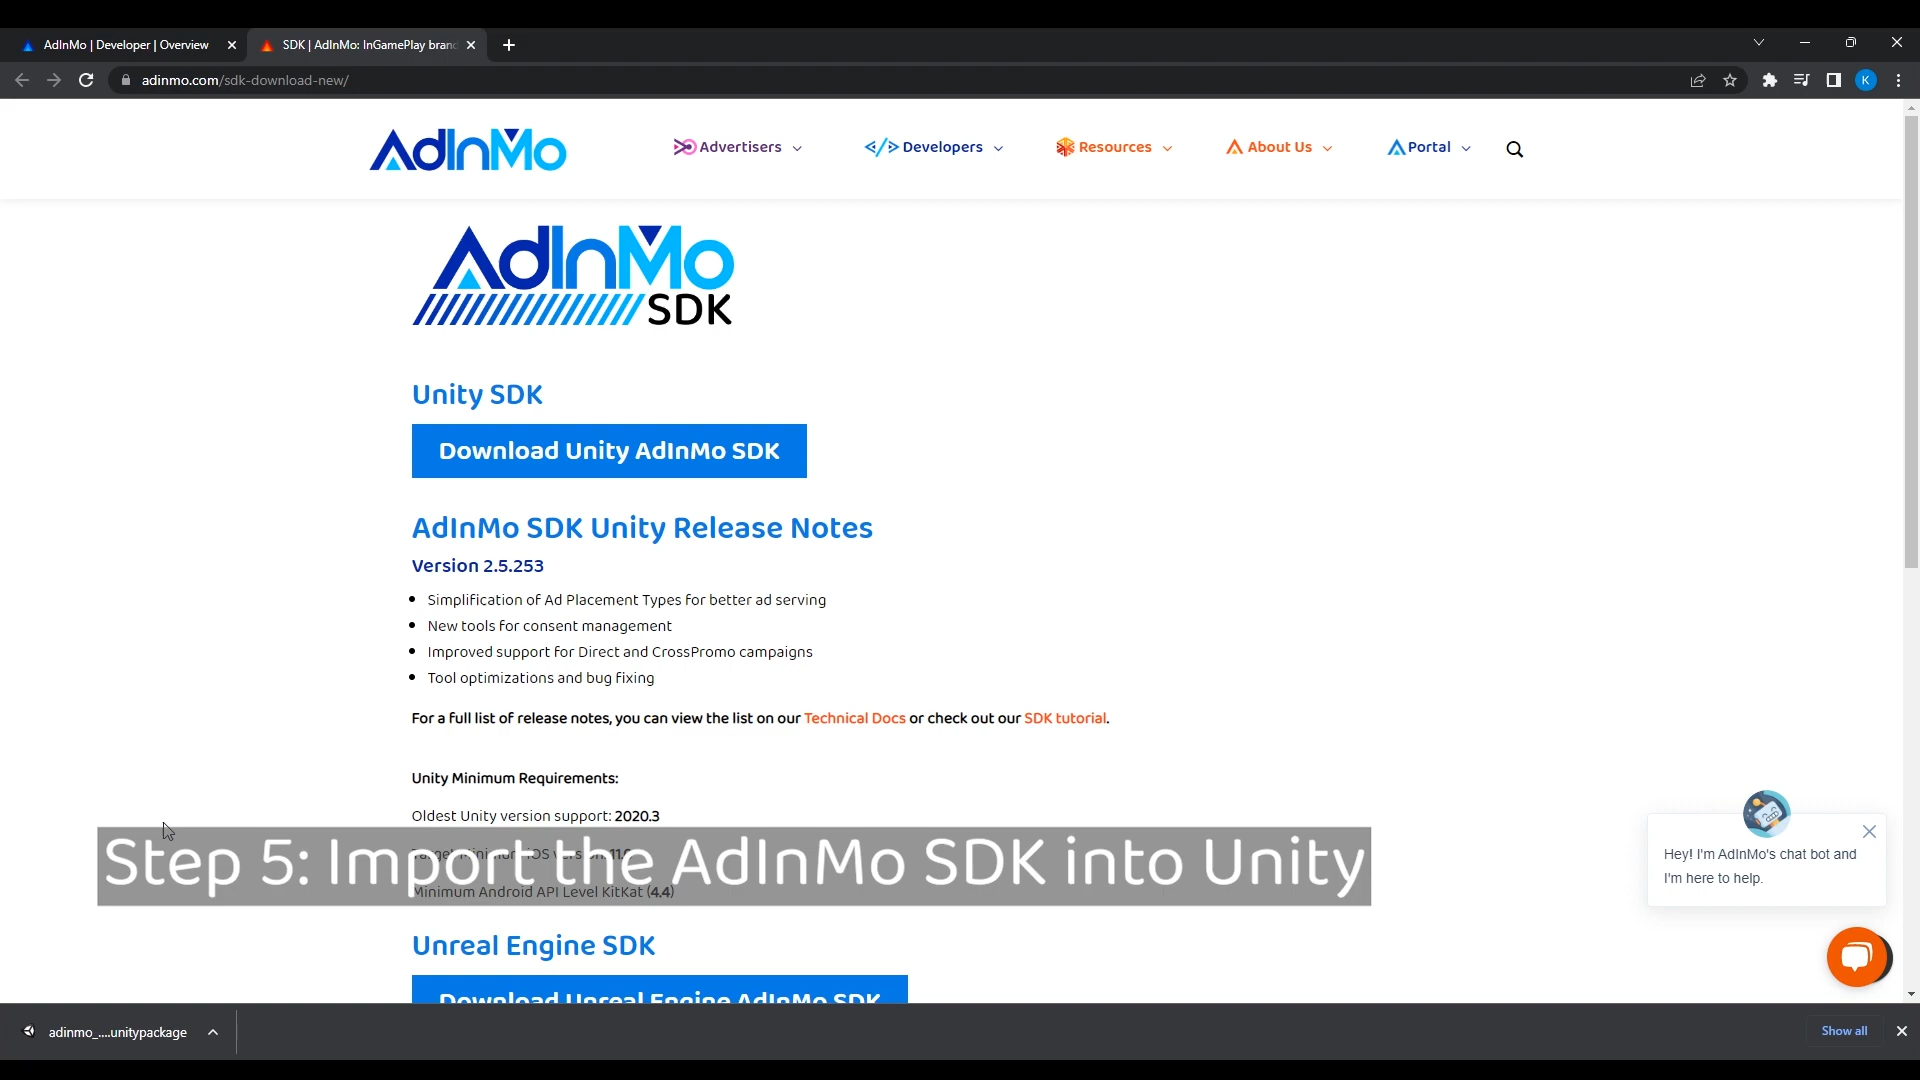 AdInMo | Developer | Overview
SDK | AdInMo: InGamePlay bran
adinmo.com/sdk-download-new/
K
AdInMo
Advertisers
Developers
Resources
About Us
Portal
AdInMo
SDK
Unity SDK
Download Unity AdInMo SDK
AdInMo SDK Unity Release Notes
Version 2.5.253
• Simplification of Ad Placement Types for better ad serving
• New tools for consent management
• Improved support for Direct and CrossPromo campaigns
• Tool optimizations and bug fixing
For a full list of release notes, you can view the list on our Technical Docs or check out our SDK tutorial.
Unity Minimum Requirements:
Oldest Unity version support: 2020.3
Step 5: Import the AdInMo SDK into Unity
Minimum Android API Level KitKat (4.4)
Hey! I'm AdInMo's chat bot and
I'm here to help.
Unreal Engine SDK
Download Unreal Engine AdInMo SDK
adinmo_....unitypackage
Show all